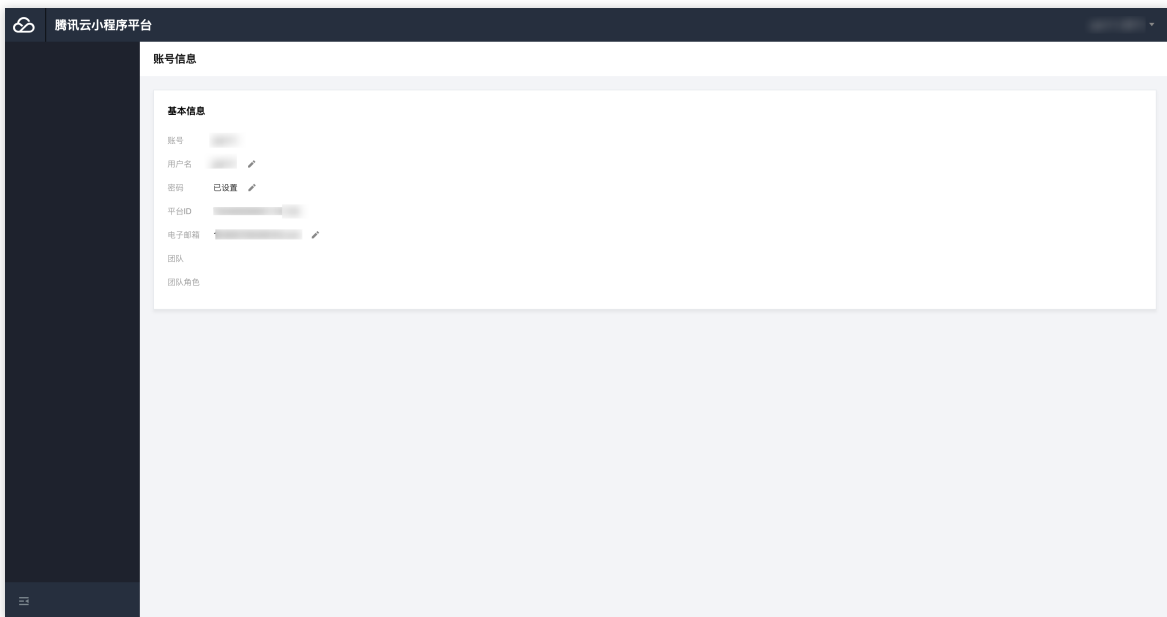 腾讯云小程序平台
账号信息
基本信息
账号
用户名
密码 已设置
平台ID
电子邮箱
团队
团队角色